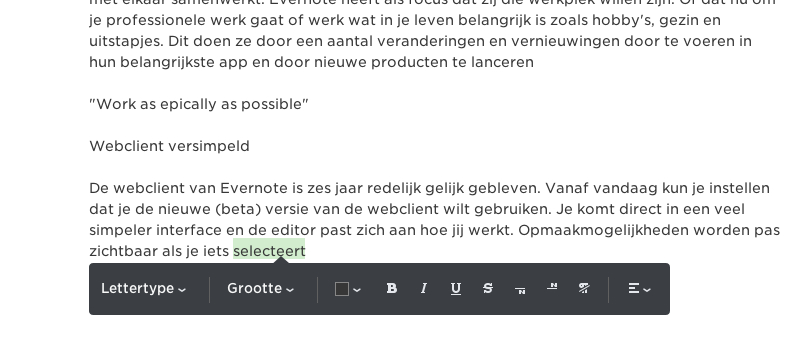 met elkaar samenwerkt. Evernote heeft als focus dat zij die werkplek willen zijn. Of dat nu om
je professionele werk gaat of werk wat in je leven belangrijk is zoals hobby's, gezin en
uitstapjes. Dit doen ze door een aantal veranderingen en vernieuwingen door te voeren in
hun belangrijkste app en door nieuwe producten te lanceren
"Work as epically as possible"
Webclient versimpeld
De webclient van Evernote is zes jaar redelijk gelijk gebleven. Vanaf vandaag kun je instellen
dat je de nieuwe (beta) versie van de webclient wilt gebruiken. Je komt direct in een veel
simpeler interface en de editor past zich aan hoe jij werkt. Opmaakmogelijkheden worden pas
zichtbaar als je iets selecteert
Lettertype Grootte B I U S N N